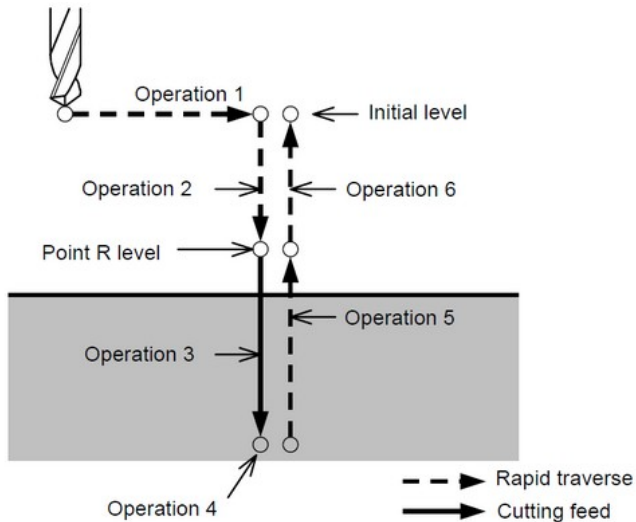 Operation 1
Initial level
Operation 2
Operation 6
Point R level
Operation 5
Operation 3
Rapid traverse
Operation 4
Cutting feed